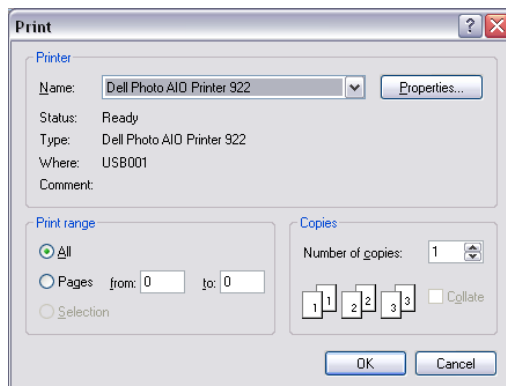 Print
Printer
Name: Dell Photo AIO Printer 922 Properties...
Status: Ready
Type: Dell Photo AIO Printer 922
Where: USB001
Comment:
Print range
All
Pages from: 0 to: 0
Selection
Copies
Number of copies: 1
1 1 2 2 3 3 Collate
OK Cancel